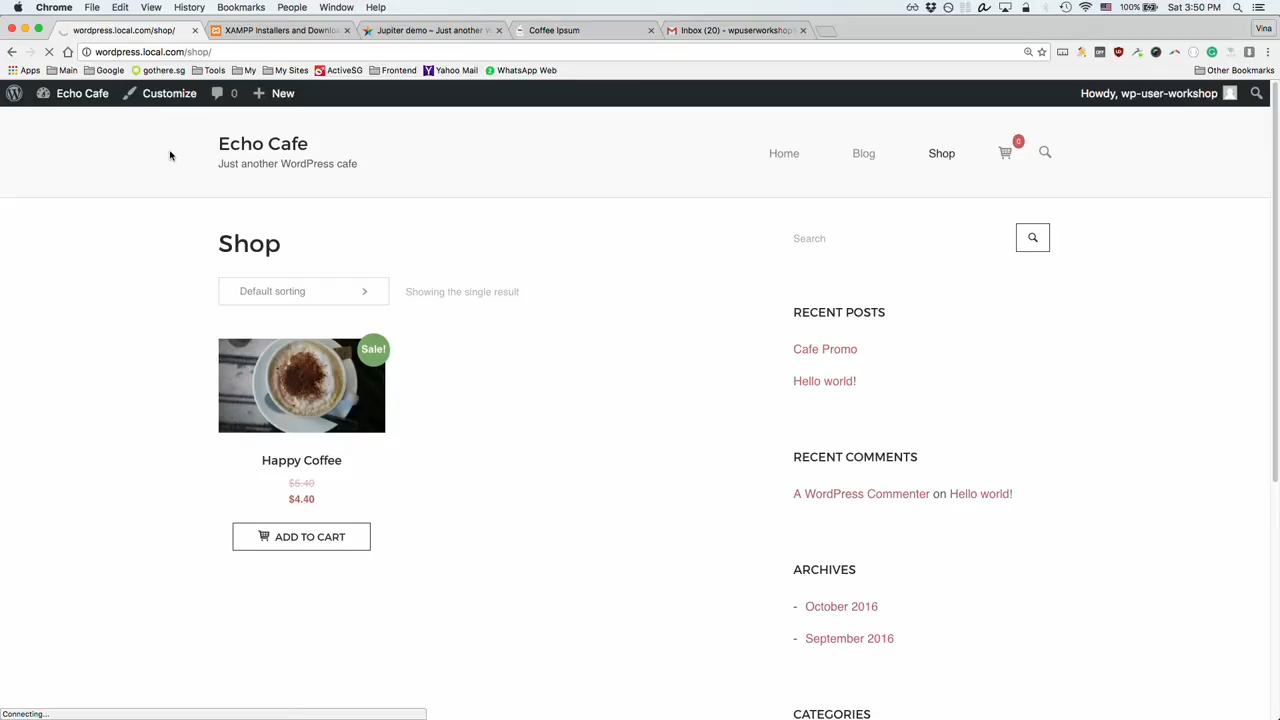 Chrome File Edit View History Bookmarks People Window Help 100% Sat 3:50 PM
wordpress.local.com/shop/ XAMPP Installers and Downlo Jupiter demo – Just another W Coffee Ipsum Inbox (20) - wpuserworkshop Vina
wordpress.local.com/shop/
Apps Main Google gothere.sg Tools My My Sites ActiveSG Frontend Yahoo Mail WhatsApp Web Other Bookmarks
Echo Cafe Customize 0 New Howdy, wp-user-workshop
Echo Cafe
Just another WordPress cafe
Home Blog Shop 0
Shop
Search
Default sorting Showing the single result
RECENT POSTS
Sale!
Cafe Promo
Hello world!
Happy Coffee
$5.40
$4.40
ADD TO CART
RECENT COMMENTS
A WordPress Commenter on Hello world!
ARCHIVES
- October 2016
- September 2016
CATEGORIES
Connecting...